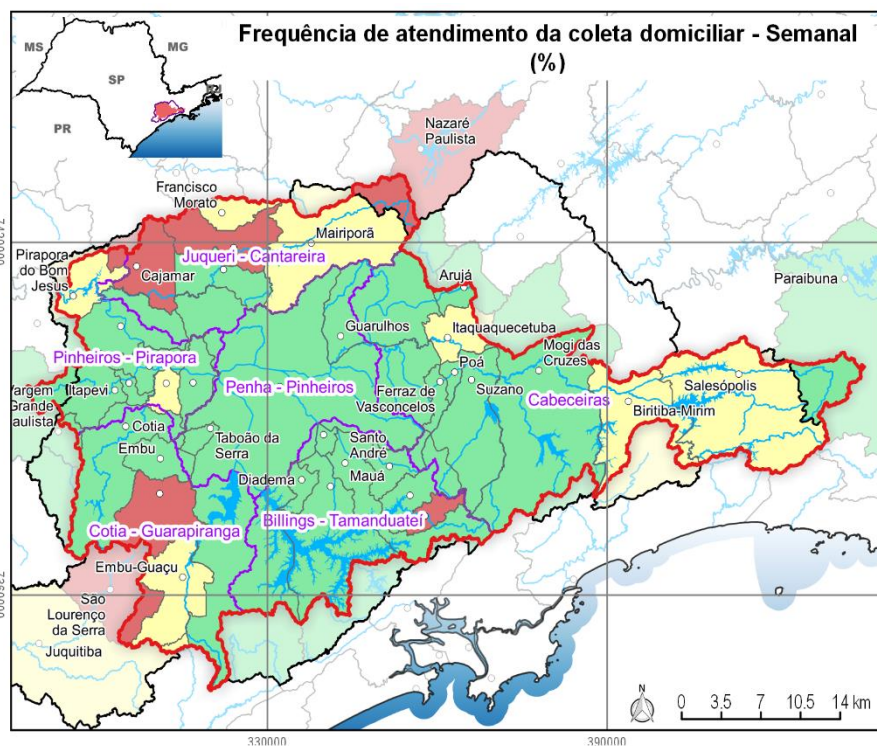 Frequência de atendimento da coleta domiciliar - Semanal
(%)
MS
MG
SP
RJ
PR
Nazaré
Paulista
Francisco
Morato
Mairiporã
Pirapora
do Bom
Jesus
Cajamar
Juqueri - Cantareira
Arujá
Paraibuna
Guarulhos
Itaquaquecetuba
Pinheiros - Pirapora
Mogi das
Cruzes
Poá
Itapevi
Penha - Pinheiros
Ferraz de
Vasconcelos
Suzano
Salesópolis
Cabeceiras
Biritiba-Mirim
Vargem
Grande
Paulista
Cotia
Embu
Taboão da
Serra
Santo
André
Diadema
Mauá
Cotia - Guarapiranga
Billings - Tamanduateí
Embu-Guaçu
São
Lourenço
da Serra
Juquitiba
7360000
0 3.5 7 10.5 14 km
330000
390000